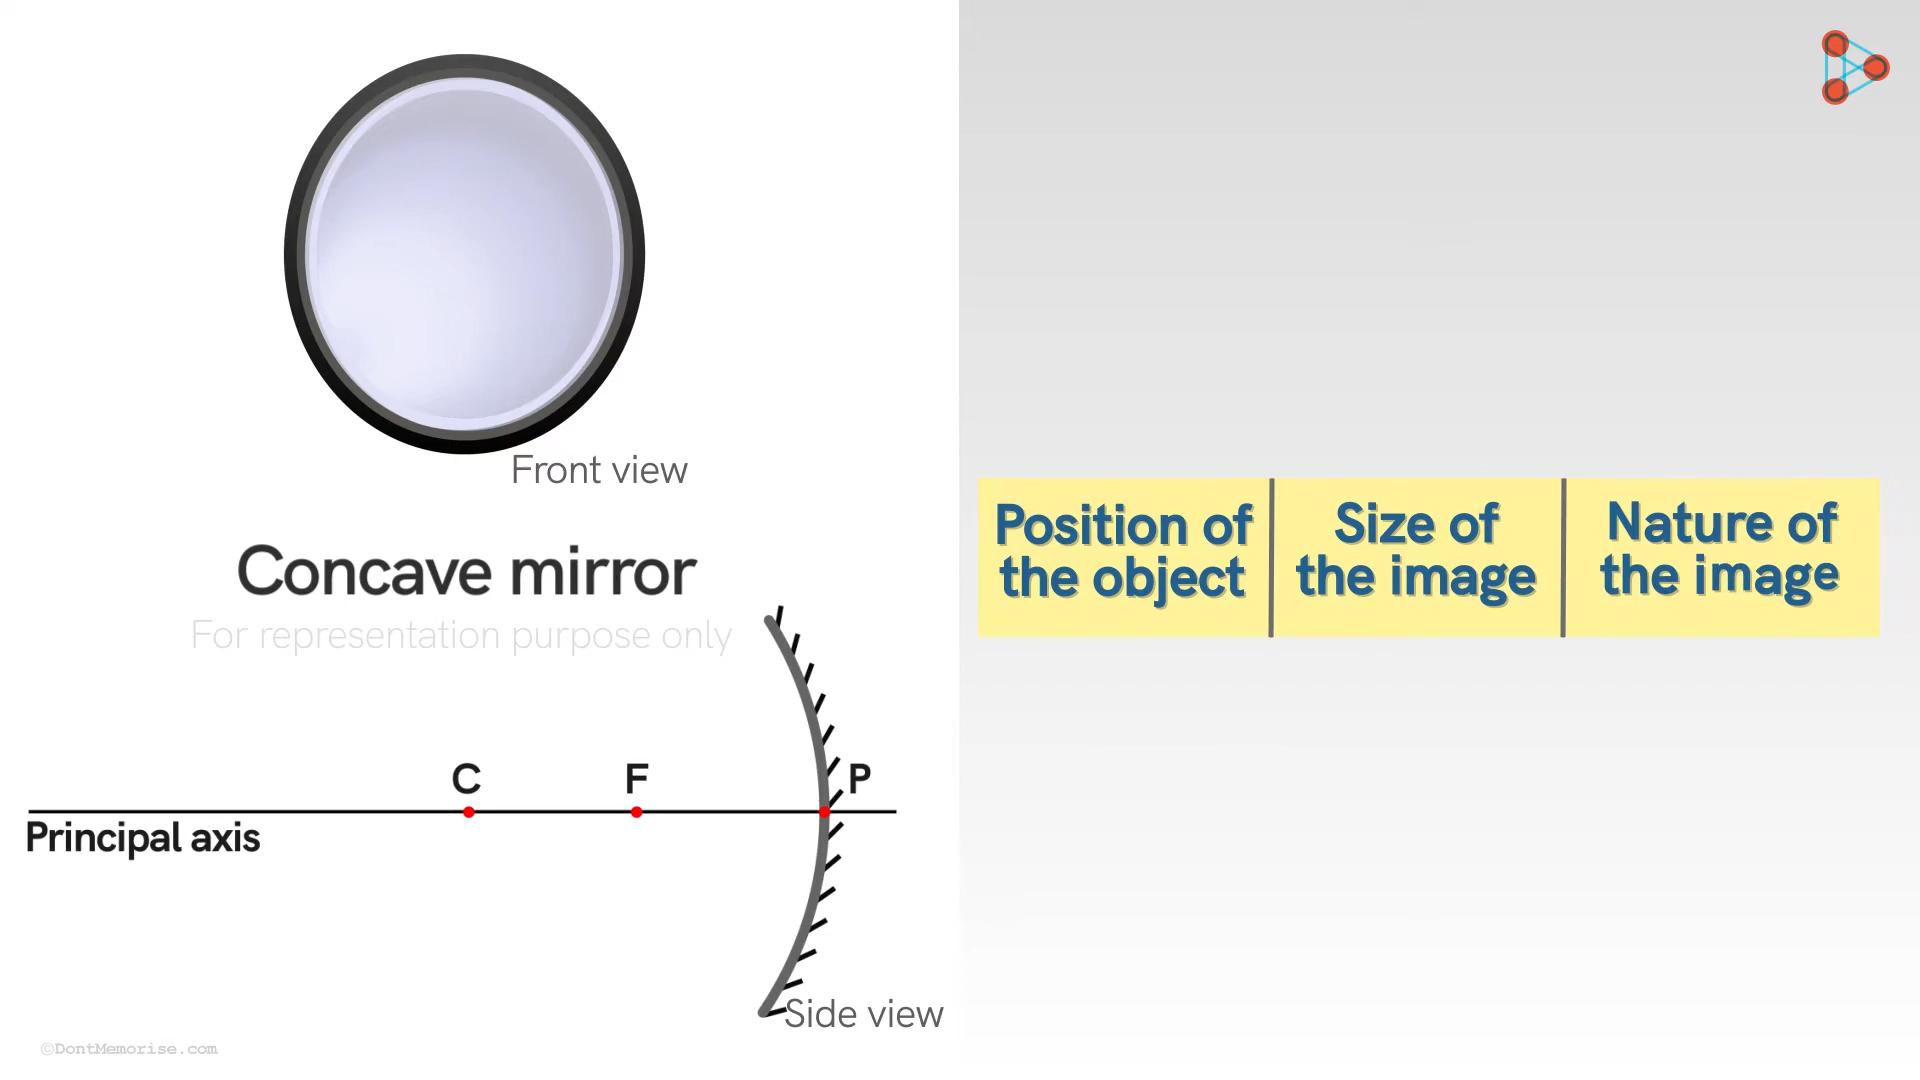 Front view
Concave mirror
For representation purpose only
C
F
P
Principal axis
Side view
©DontMemorise.com
Position of
the object
Size of
the image
Nature of
the image